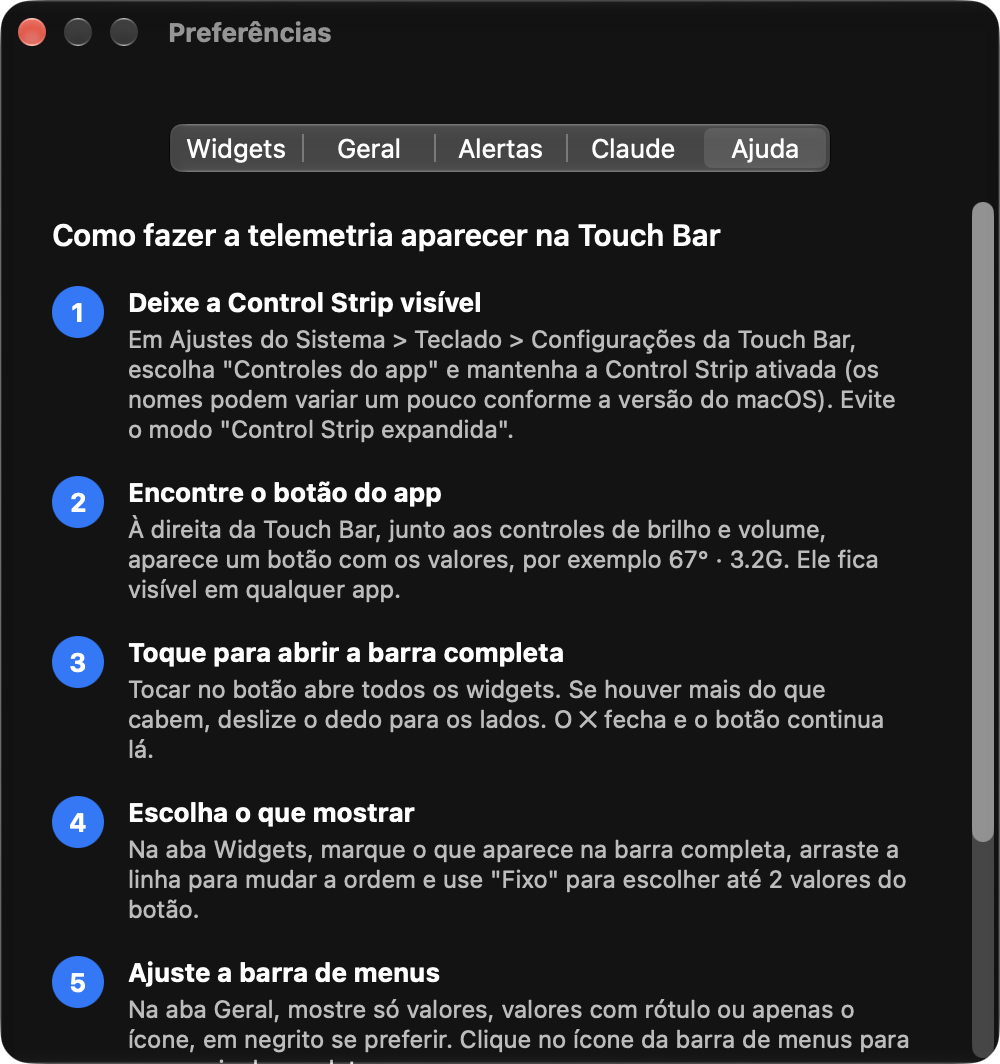 Preferências
Widgets
Geral
Alertas
Claude
Ajuda
Como fazer a telemetria aparecer na Touch Bar
1
Deixe a Control Strip visível
Em Ajustes do Sistema > Teclado > Configurações da Touch Bar,
escolha "Controles do app" e mantenha a Control Strip ativada (os
nomes podem variar um pouco conforme a versão do macOS). Evite
o modo "Control Strip expandida".
2
Encontre o botão do app
À direita da Touch Bar, junto aos controles de brilho e volume,
aparece um botão com os valores, por exemplo 67° · 3.2G. Ele fica
visível em qualquer app.
3
Toque para abrir a barra completa
Tocar no botão abre todos os widgets. Se houver mais do que
cabem, deslize o dedo para os lados. O ✕ fecha e o botão continua
lá.
4
Escolha o que mostrar
Na aba Widgets, marque o que aparece na barra completa, arraste a
linha para mudar a ordem e use "Fixo" para escolher até 2 valores do
botão.
5
Ajuste a barra de menus
Na aba Geral, mostre só valores, valores com rótulo ou apenas o
ícone, em negrito se preferir. Clique no ícone da barra de menus para